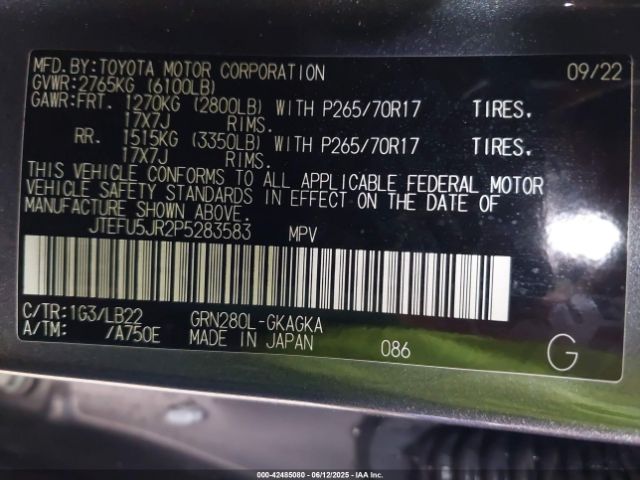 MFD. BY: TOYOTA MOTOR CORPORATION 09/22
GVWR: 2765KG (6100LB)
GAWR: FRT. 1270KG (2800LB) WITH P265/70R17 TIRES.
17X7J RIMS.
RR. 1515KG (3350LB) WITH P265/70R17 TIRES.
17X7J RIMS.
THIS VEHICLE CONFORMS TO ALL APPLICABLE FEDERAL MOTOR
VEHICLE SAFETY STANDARDS IN EFFECT ON THE DATE OF
MANUFACTURE SHOWN ABOVE.
JTEFU5JR2P5283583 MPV
C/TR: 1G3/LB22 GRN280L-GKAGKA
A/TM: /A750E MADE IN JAPAN 086 G
000-42485080 - 06/12/2025 - IAA Inc.